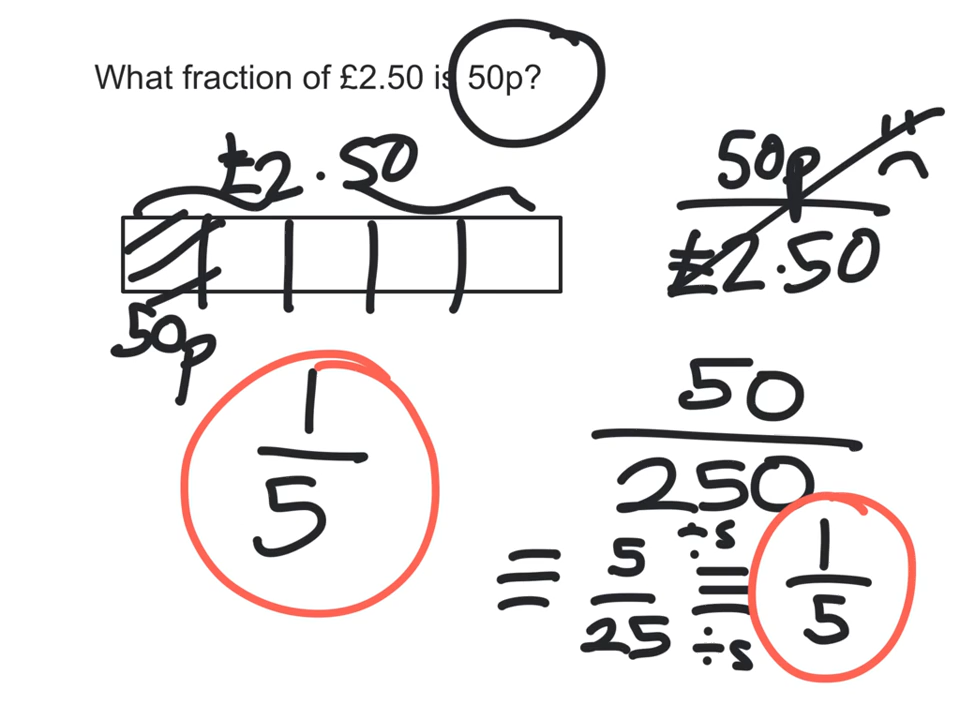 What fraction of £2.50 is 50p?
£2.50
50p
1
5
50p
£2.50
50
250
≡ 5 ÷5 ≡ 1
25 ÷5 5